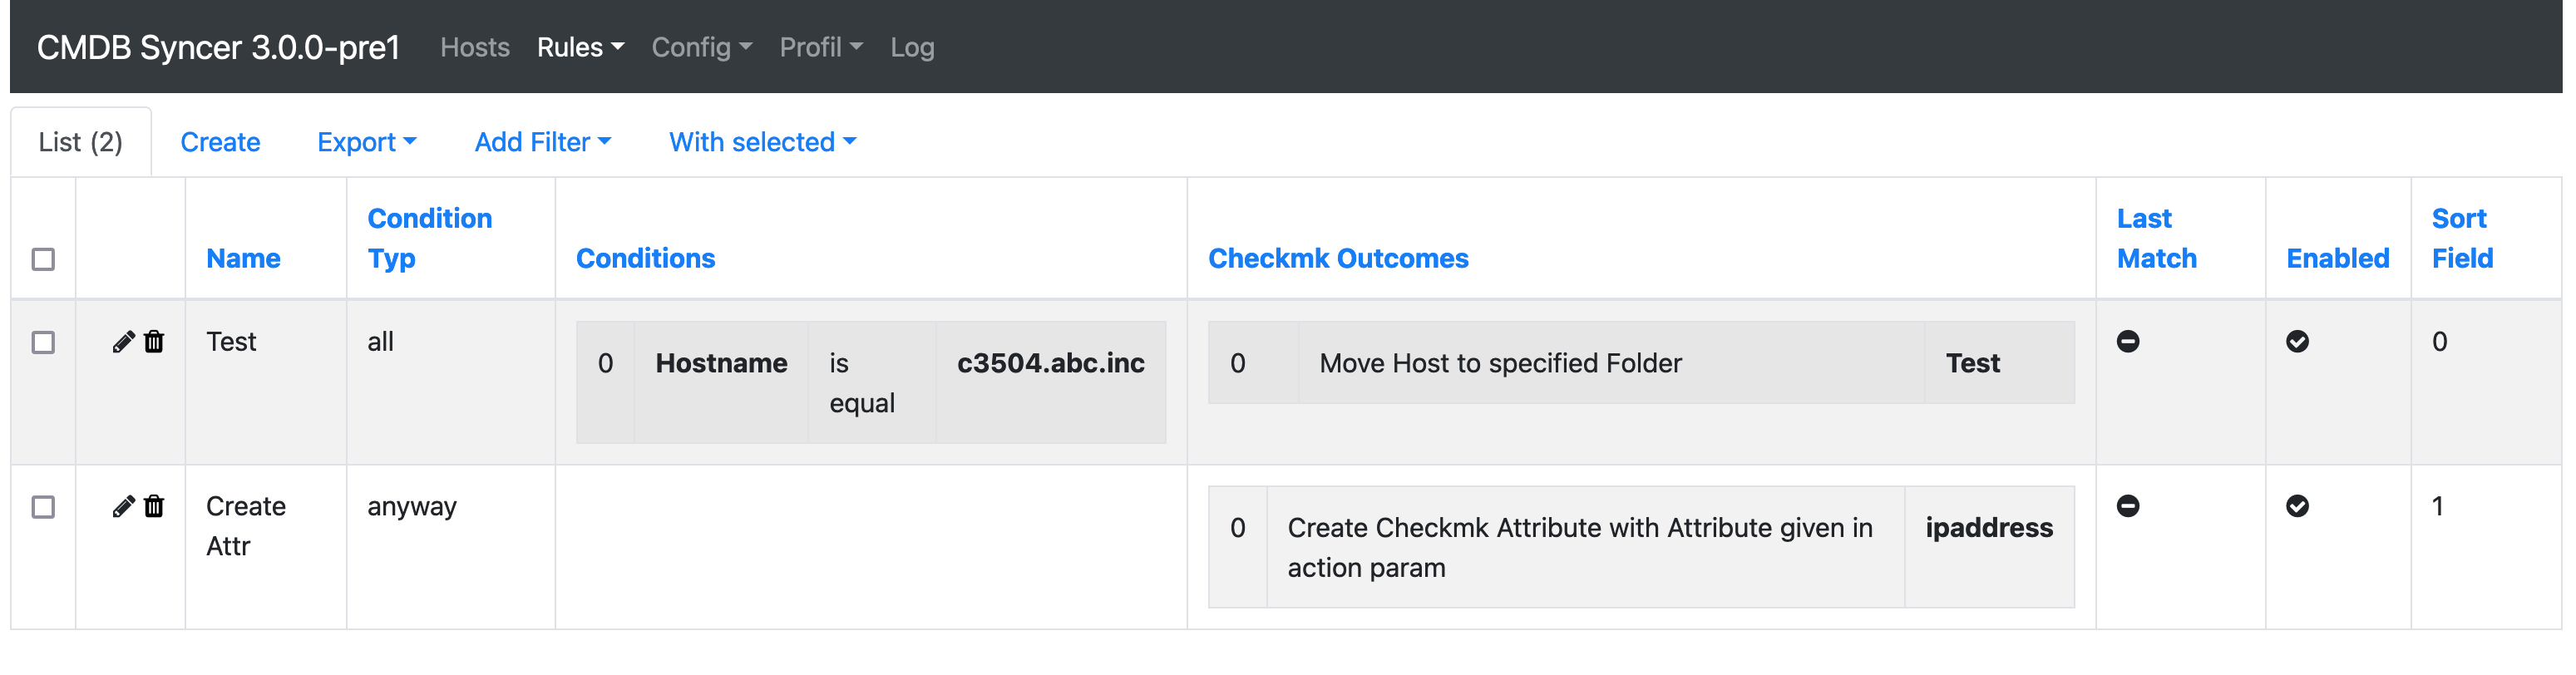 CMDB Syncer 3.0.0-pre1 Hosts Rules Config Profil Log
List (2) Create Export Add Filter With selected
Name
Condition
Typ
Conditions
Checkmk Outcomes
Last
Match
Enabled
Sort
Field
Test
all
0 Hostname
is
equal
c3504.abc.inc
0 Move Host to specified Folder Test
0
Create
Attr
anyway
0
Create Checkmk Attribute with Attribute given in
action param
ipaddress
1